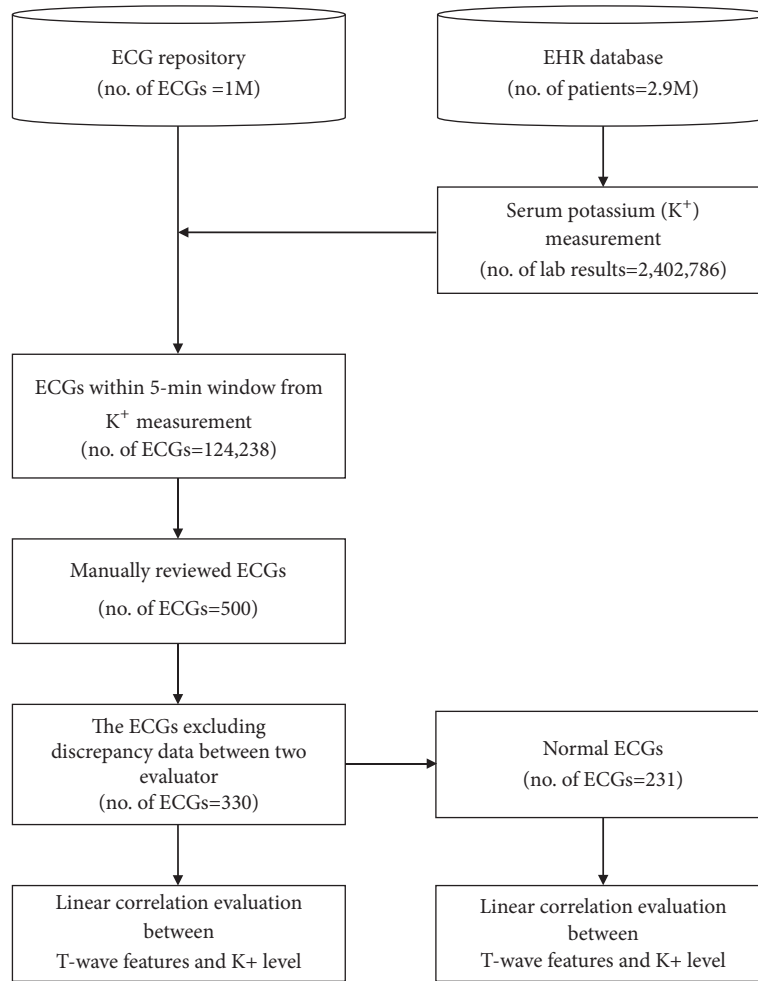 ECG repository
(no. of ECGs =1M)
EHR database
(no. of patients=2.9M)
Serum potassium (K+)
measurement
(no. of lab results=2,402,786)
ECGs within 5-min window from
K+ measurement
(no. of ECGs=124,238)
Manually reviewed ECGs
(no. of ECGs=500)
The ECGs excluding
discrepancy data between two
evaluator
(no. of ECGs=330)
Normal ECGs
(no. of ECGs=231)
Linear correlation evaluation
between
T-wave features and K+ level
Linear correlation evaluation
between
T-wave features and K+ level